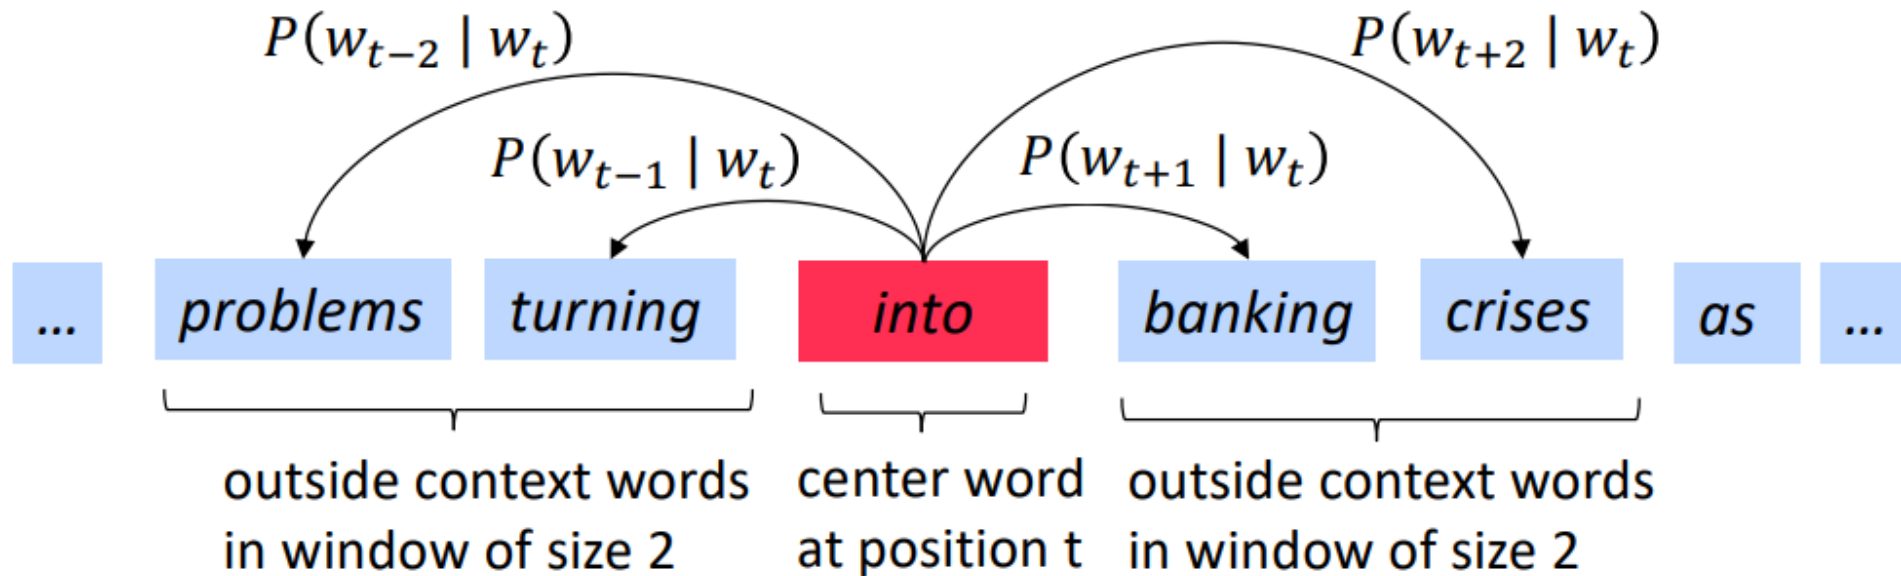 P(w_{t−2} | w_t)
P(w_{t+2} | w_t)
P(w_{t−1} | w_t)
P(w_{t+1} | w_t)
... problems turning into banking crises as ...
outside context words
in window of size 2
center word
at position t
outside context words
in window of size 2